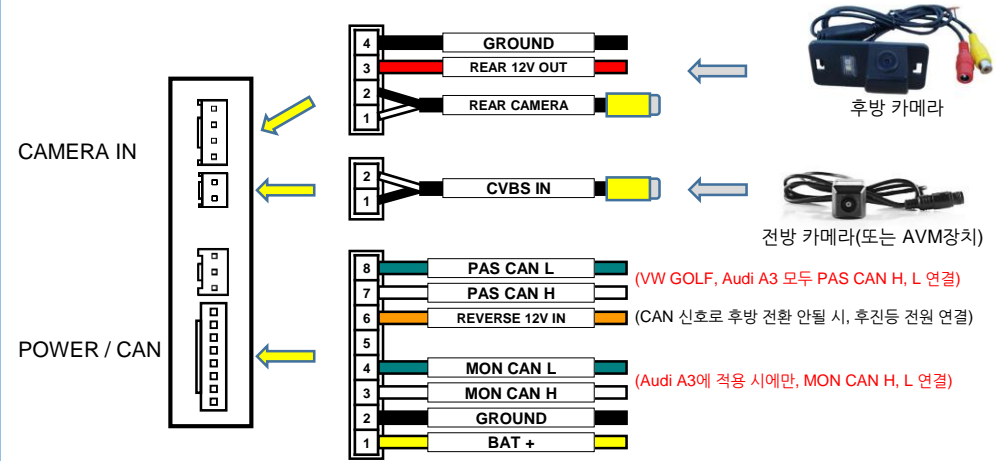 CAMERA IN
POWER / CAN
4 GROUND
3 REAR 12V OUT
2
REAR CAMERA
1
후방 카메라
2
CVBS IN
1
전방 카메라(또는 AVM장치)
8 PAS CAN L
(VW GOLF, Audi A3 모두 PAS CAN H, L 연결)
7 PAS CAN H
6 REVERSE 12V IN (CAN 신호로 후방 전환 안될 시, 후진등 전원 연결)
5
4 MON CAN L
(Audi A3에 적용 시에만, MON CAN H, L 연결)
3 MON CAN H
2 GROUND
1 BAT +